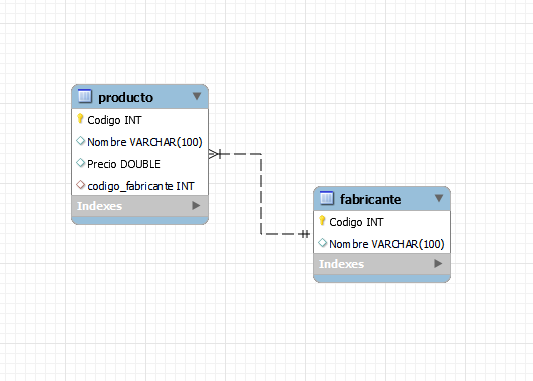 producto
Codigo INT
Nombre VARCHAR(100)
Precio DOUBLE
codigo_fabricante INT
Indexes
fabricante
Codigo INT
Nombre VARCHAR(100)
Indexes